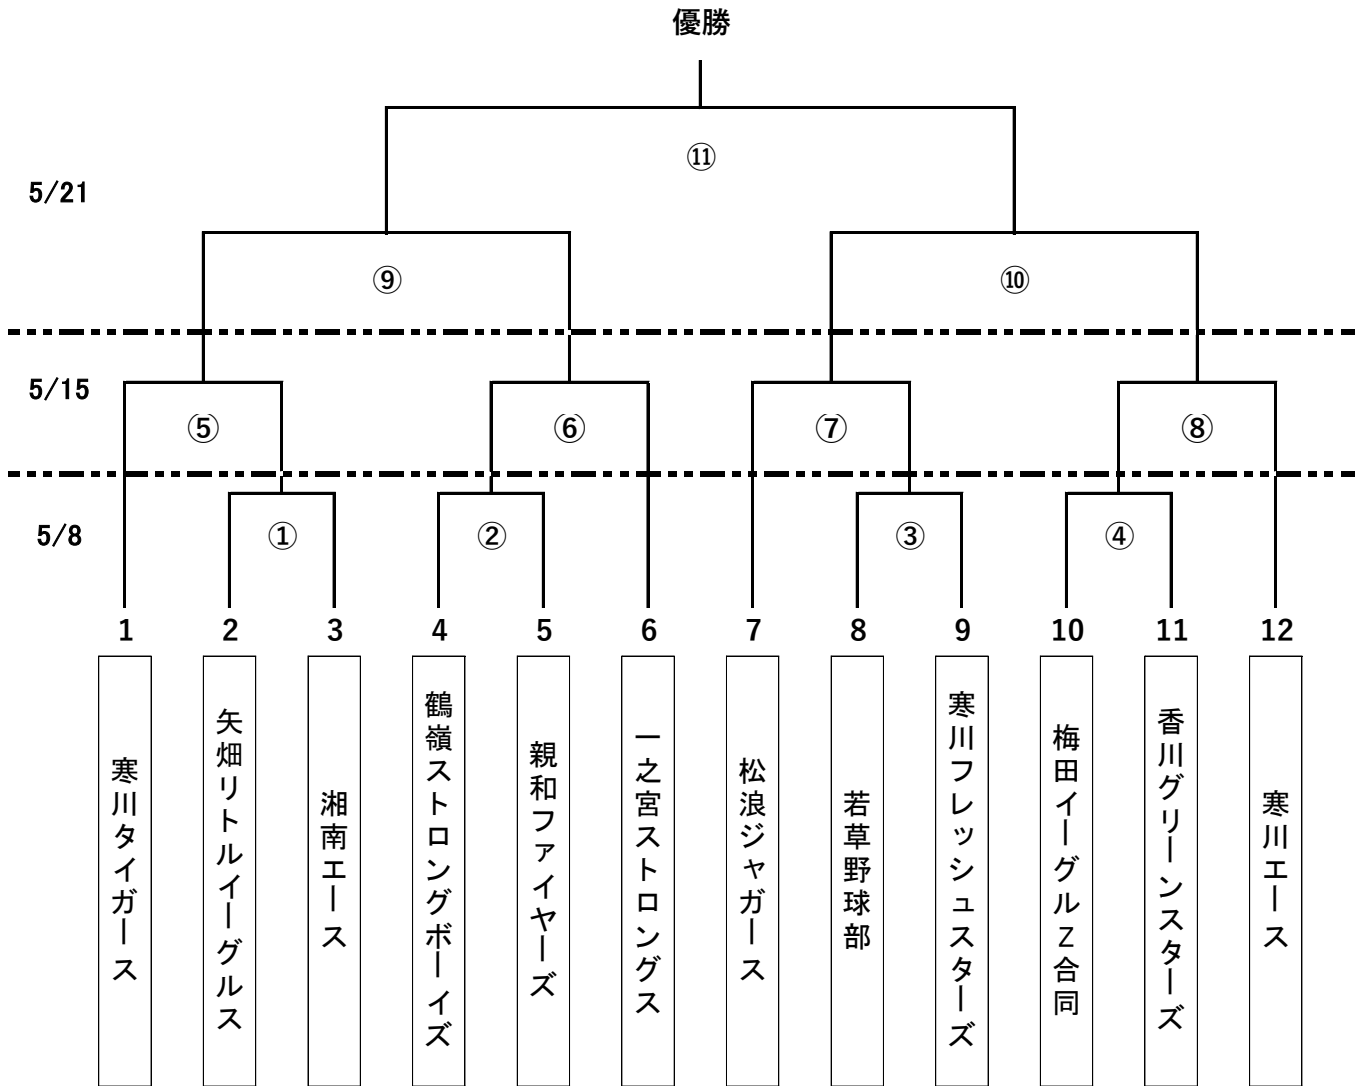 優勝
⑪
5/21
⑨ ⑩
5/15
⑤ ⑥ ⑦ ⑧
5/8
① ② ③ ④
1 2 3 4 5 6 7 8 9 10 11 12
寒川タイガース
矢畑リトルイーグルス
湘南エース
鶴嶺ストロングボーイズ
親和ファイヤーズ
一之宮ストロングス
松浪ジャガース
若草野球部
寒川フレッシュスターズ
梅田イーグルZ合同
香川グリーンスターズ
寒川エース